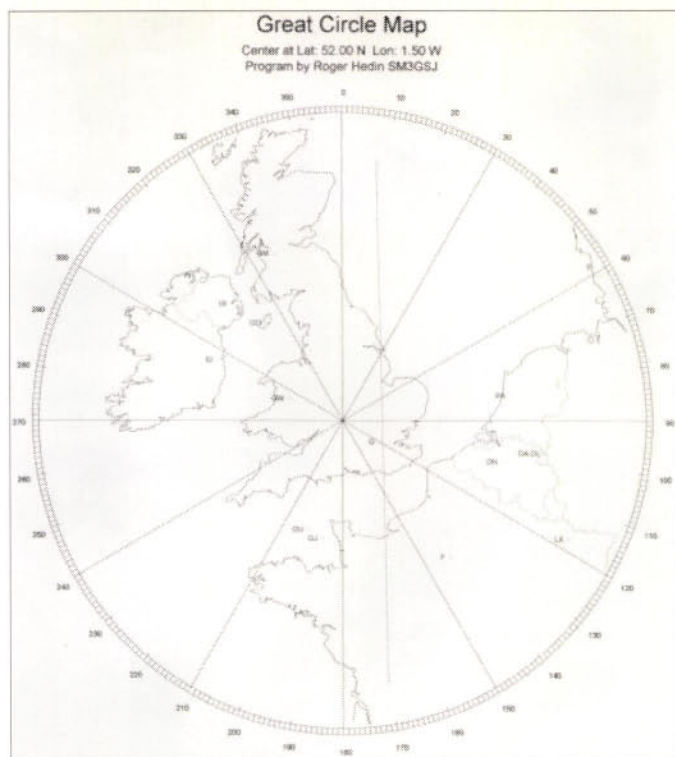 Great Circle Map
Center at Lat: 52.00 N Lon: 1.50 W
Program by Roger Hedin SM3GSJ
350 0 10
340 20
330 30
320 40
310 50
300 60
290 70
280 80
270 90
260 100
250 110
240 120
230 130
220 140
210 150
200 160
190 180 170
GM
GI
GD
EI
GW
G
PA
ON
DA-DL
LX
GU
GJ
F